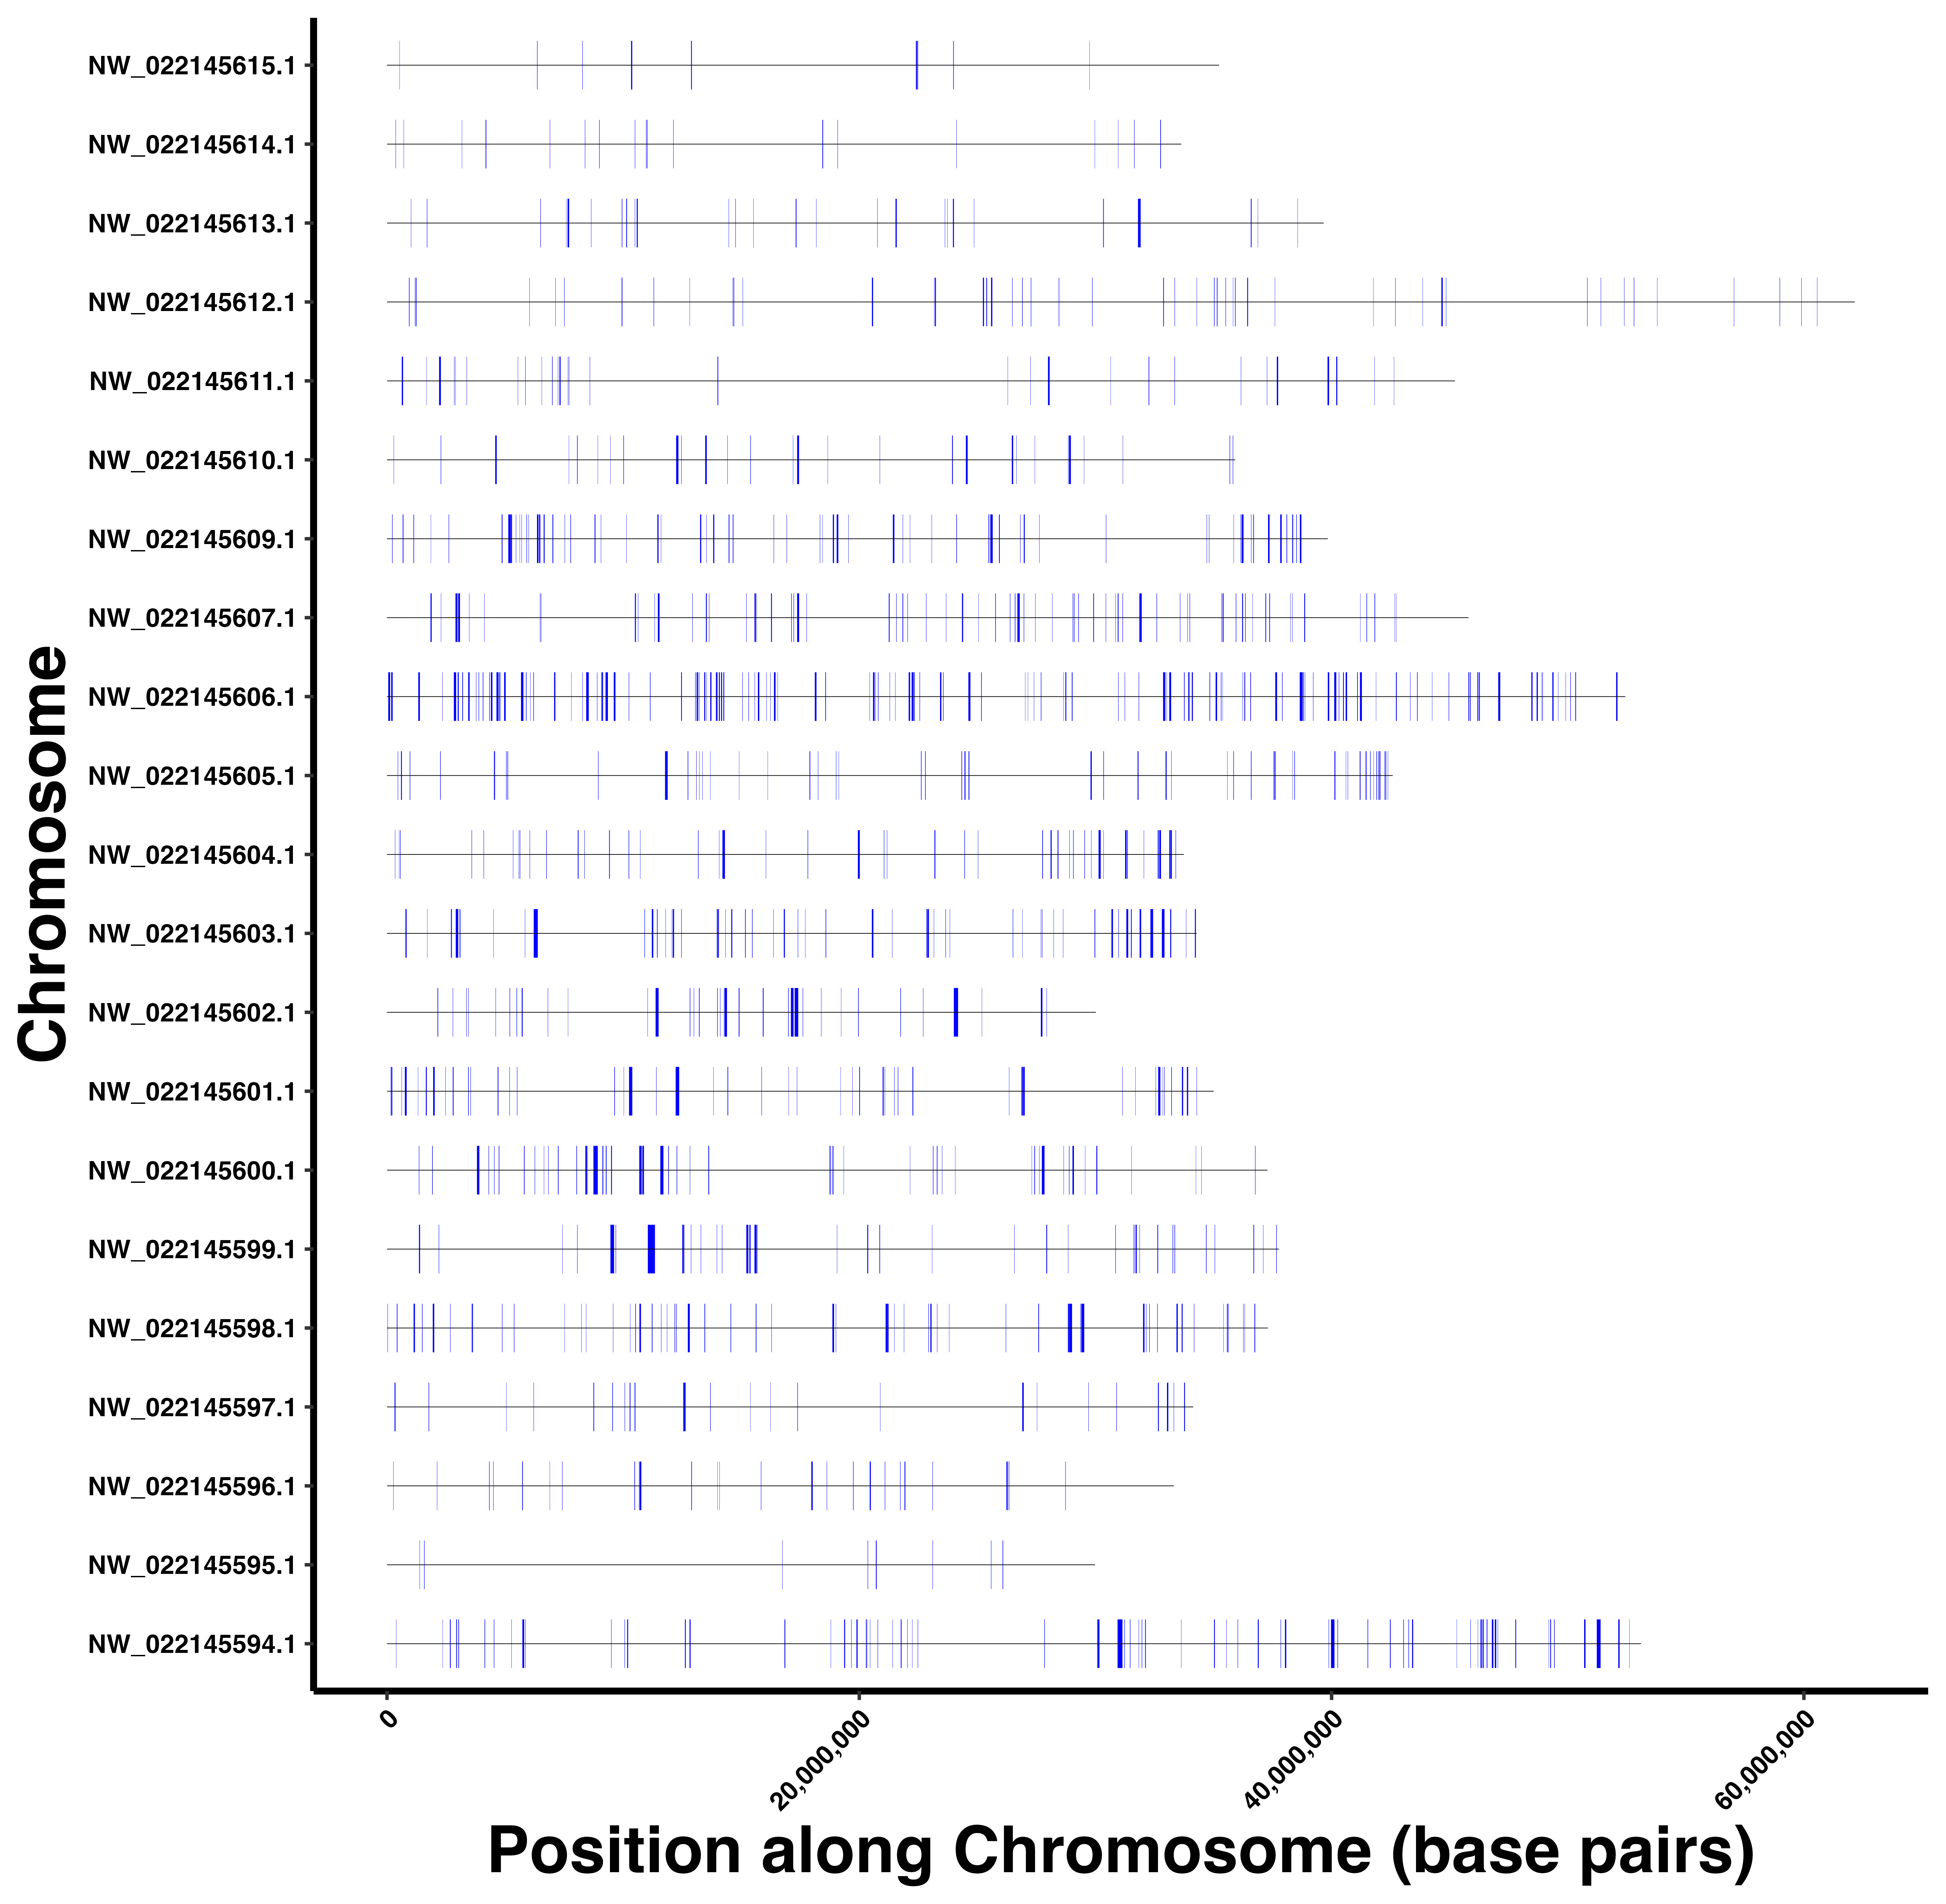 Chromosome
NW_022145615.1
NW_022145614.1
NW_022145613.1
NW_022145612.1
NW_022145611.1
NW_022145610.1
NW_022145609.1
NW_022145607.1
NW_022145606.1
NW_022145605.1
NW_022145604.1
NW_022145603.1
NW_022145602.1
NW_022145601.1
NW_022145600.1
NW_022145599.1
NW_022145598.1
NW_022145597.1
NW_022145596.1
NW_022145595.1
NW_022145594.1
0
20,000,000
40,000,000
60,000,000
Position along Chromosome (base pairs)